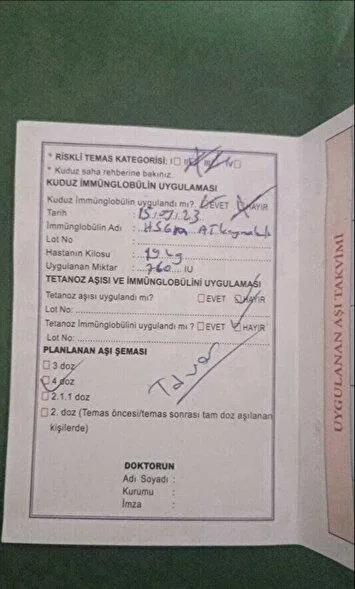 * RİSKLİ TEMAS KATEGORİSİ: I☐ II☐ III☐ IV☐
* Kuduz saha rehberine bakınız.
KUDUZ İMMÜNGLOBÜLİN UYGULAMASI
Kuduz İmmünglobülin uygulandı mı? ☐EVET ☐HAYIR
Tarih :
İmmünglobülin Adı :
Lot No :
Hastanın Kilosu : 19 kg
Uygulanan Miktar : 760 IU
TETANOZ AŞISI VE İMMÜNGLOBÜLİNİ UYGULAMASI
Tetanoz aşısı uygulandı mı? ☐EVET ☑HAYIR
Lot No:
Tetanoz İmmünglobülini uygulandı mı ? ☐EVET ☑HAYIR
Lot No:
PLANLANAN AŞI ŞEMASI
☐ 3 doz
☑ 4 doz
☐ 2.1.1 doz
☐ 2. doz (Temas öncesi/temas sonrası tam doz aşılanan
kişilerde)
DOKTORUN
Adı Soyadı :
Kurumu :
İmza :
UYGULANAN AŞI TAKVİMİ